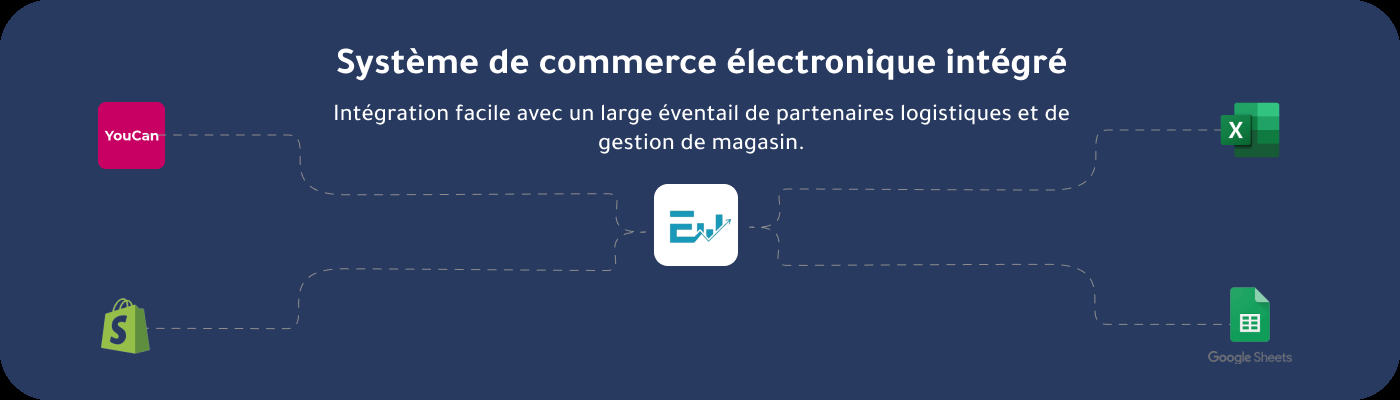 Système de commerce électronique intégré
Intégration facile avec un large éventail de partenaires logistiques et de
gestion de magasin.
YouCan
X
EW
S
Google Sheets